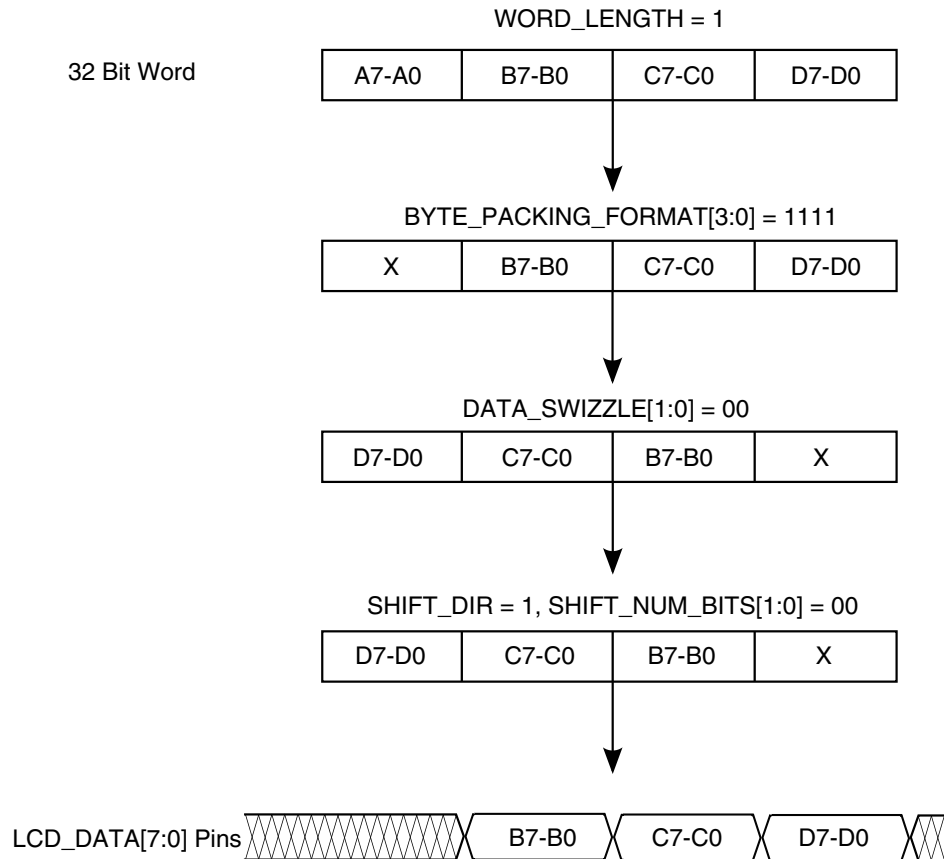 WORD_LENGTH = 1
32 Bit Word A7-A0 B7-B0 C7-C0 D7-D0
BYTE_PACKING_FORMAT[3:0] = 1111
X B7-B0 C7-C0 D7-D0
DATA_SWIZZLE[1:0] = 00
D7-D0 C7-C0 B7-B0 X
SHIFT_DIR = 1, SHIFT_NUM_BITS[1:0] = 00
D7-D0 C7-C0 B7-B0 X
LCD_DATA[7:0] Pins B7-B0 C7-C0 D7-D0